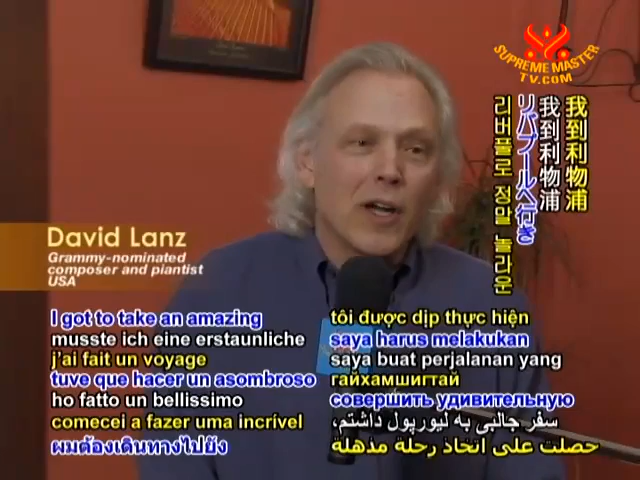 SUPREME MASTER
TV.COM
我到利物浦
我到利物浦
リバプールへ行き
리버풀로 정말 놀라운
David Lanz
Grammy-nominated
composer and piantist
USA
I got to take an amazing
musste ich eine erstaunliche
j'ai fait un voyage
tuve que hacer un asombroso
ho fatto un bellissimo
comecei a fazer uma incrível
ผมต้องเดินทางไปยัง
tôi được dịp thực hiện
saya harus melakukan
saya buat perjalanan yang
гайхамшигтай
совершить удивительную
سفر جالبی به لیورپول داشتم،
حصلت على اتخاذ رحلة مذهلة